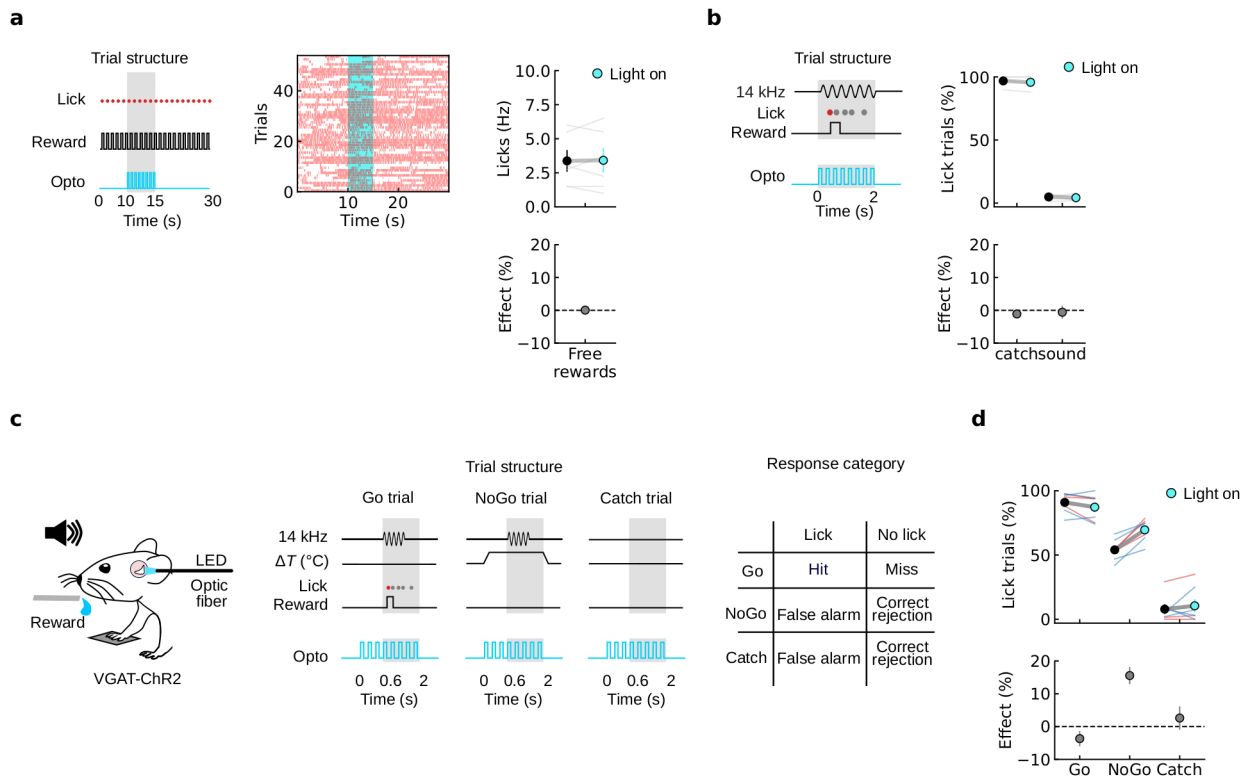 a
Trial structure
Lick
Reward
Opto
0 10 15 30
Time (s)
Trials
40
20
0
10 20
Time (s)
Light on
Licks (Hz)
10.0
7.5
5.0
2.5
0.0
Effect (%)
20
10
0
−10
Free
rewards
b
Trial structure
14 kHz
Lick
Reward
Opto
0 2
Time (s)
Light on
Lick trials (%)
100
50
0
Effect (%)
20
10
0
−10
catchsound
c
LED
Optic
fiber
Reward
VGAT-ChR2
Trial structure
Go trial NoGo trial Catch trial
14 kHz
ΔT (°C)
Lick
Reward
Opto
0 0.6 2 0 0.6 2 0 0.6 2
Time (s) Time (s) Time (s)
Response category
Lick No lick
Go Hit Miss
NoGo False alarm Correct
rejection
Catch False alarm Correct
rejection
d
Light on
Lick trials (%)
100
50
0
Effect (%)
20
10
0
−10
Go NoGo Catch